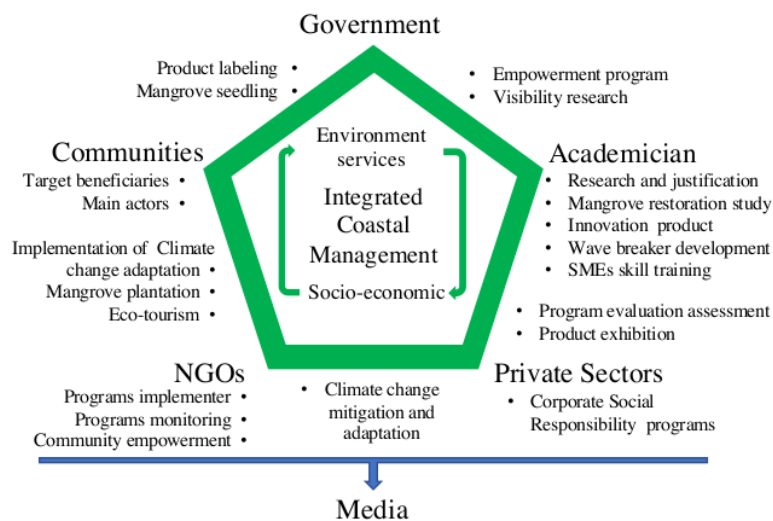 Government
Product labeling •
Mangrove seedling •
• Empowerment program
• Visibility research
Communities
Target beneficiaries •
Main actors •
Environment
services
Integrated
Coastal
Management
Socio-economic
Academician
• Research and justification
• Mangrove restoration study
• Innovation product
• Wave breaker development
• SMEs skill training
Implementation of Climate
change adaptation •
Mangrove plantation •
Eco-tourism •
• Program evaluation assessment
• Product exhibition
NGOs
Programs implementer •
Programs monitoring •
Community empowerment •
• Climate change
mitigation and
adaptation
Private Sectors
• Corporate Social
Responsibility programs
Media